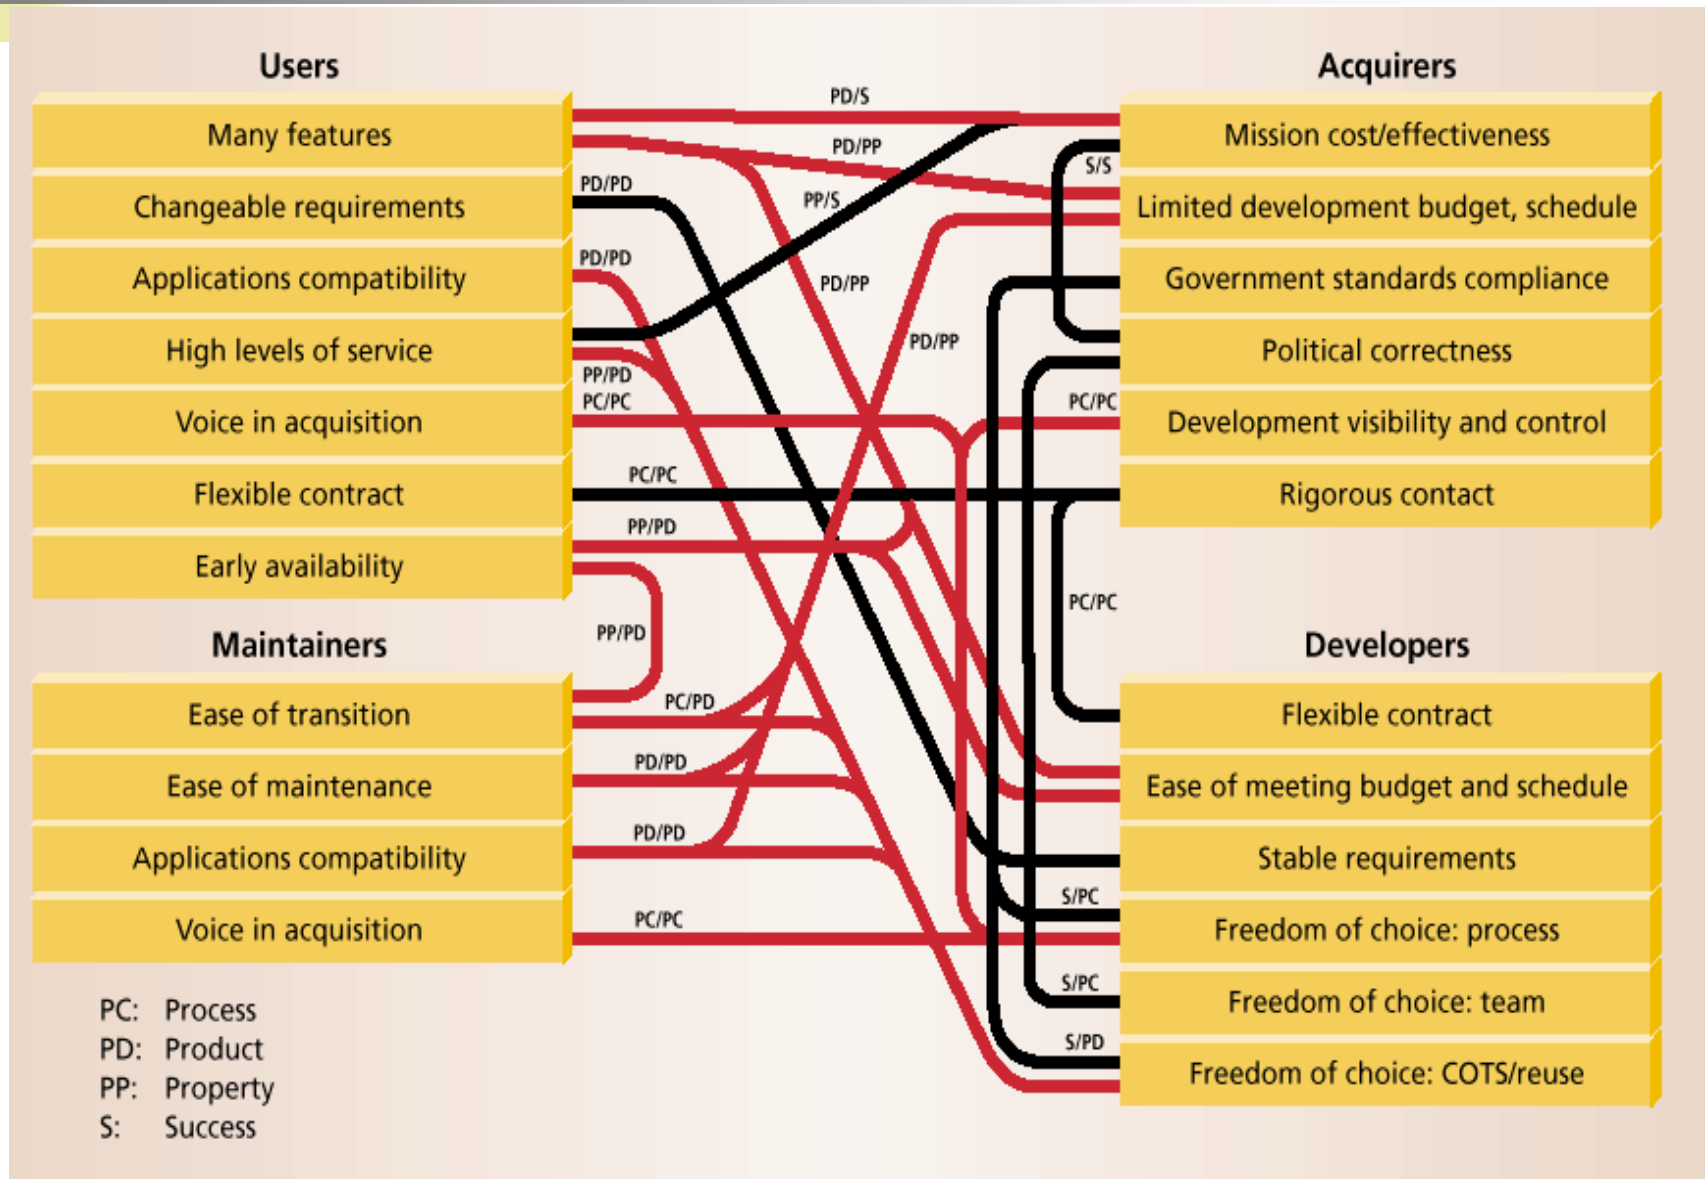 Users
Many features
Changeable requirements
Applications compatibility
High levels of service
Voice in acquisition
Flexible contract
Early availability
Maintainers
Ease of transition
Ease of maintenance
Applications compatibility
Voice in acquisition
PC: Process
PD: Product
PP: Property
S: Success
PD/S
PD/PP
PD/PD
PP/S
PD/PD
PD/PP
PD/PP
PP/PD
PC/PC
PC/PC
PP/PD
PP/PD
PC/PD
PD/PD
PD/PD
PC/PC
S/S
PC/PC
PC/PC
S/PC
S/PC
S/PD
Acquirers
Mission cost/effectiveness
Limited development budget, schedule
Government standards compliance
Political correctness
Development visibility and control
Rigorous contact
Developers
Flexible contract
Ease of meeting budget and schedule
Stable requirements
Freedom of choice: process
Freedom of choice: team
Freedom of choice: COTS/reuse